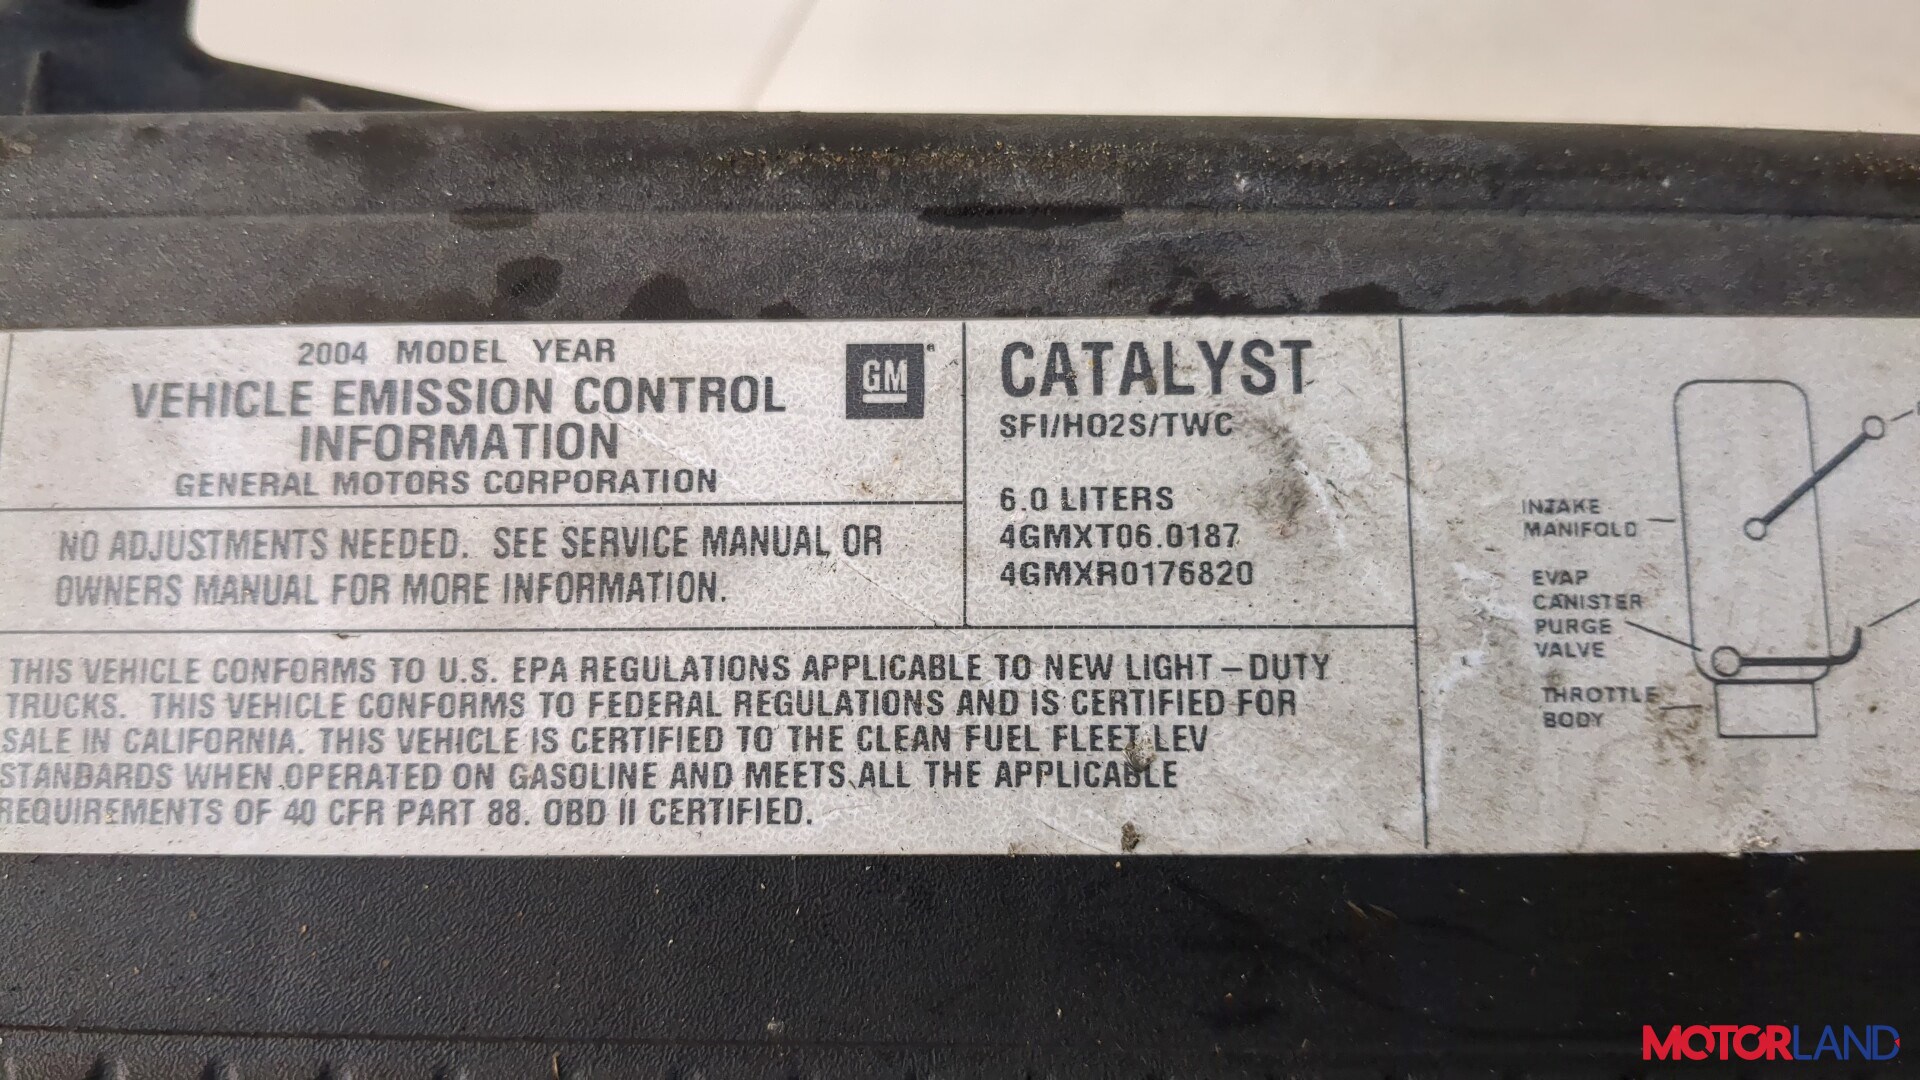 2004 MODEL YEAR
VEHICLE EMISSION CONTROL
INFORMATION
GENERAL MOTORS CORPORATION
GM
NO ADJUSTMENTS NEEDED. SEE SERVICE MANUAL OR
OWNERS MANUAL FOR MORE INFORMATION.
CATALYST
SFI/HO2S/TWC
6.0 LITERS
4GMXT06.0187
4GMXR0176820
THIS VEHICLE CONFORMS TO U.S. EPA REGULATIONS APPLICABLE TO NEW LIGHT-DUTY
TRUCKS. THIS VEHICLE CONFORMS TO FEDERAL REGULATIONS AND IS CERTIFIED FOR
SALE IN CALIFORNIA. THIS VEHICLE IS CERTIFIED TO THE CLEAN FUEL FLEET LEV
STANDARDS WHEN OPERATED ON GASOLINE AND MEETS ALL THE APPLICABLE
REQUIREMENTS OF 40 CFR PART 88. OBD II CERTIFIED.
INTAKE
MANIFOLD
EVAP
CANISTER
PURGE
VALVE
THROTTLE
BODY
MOTORLAND